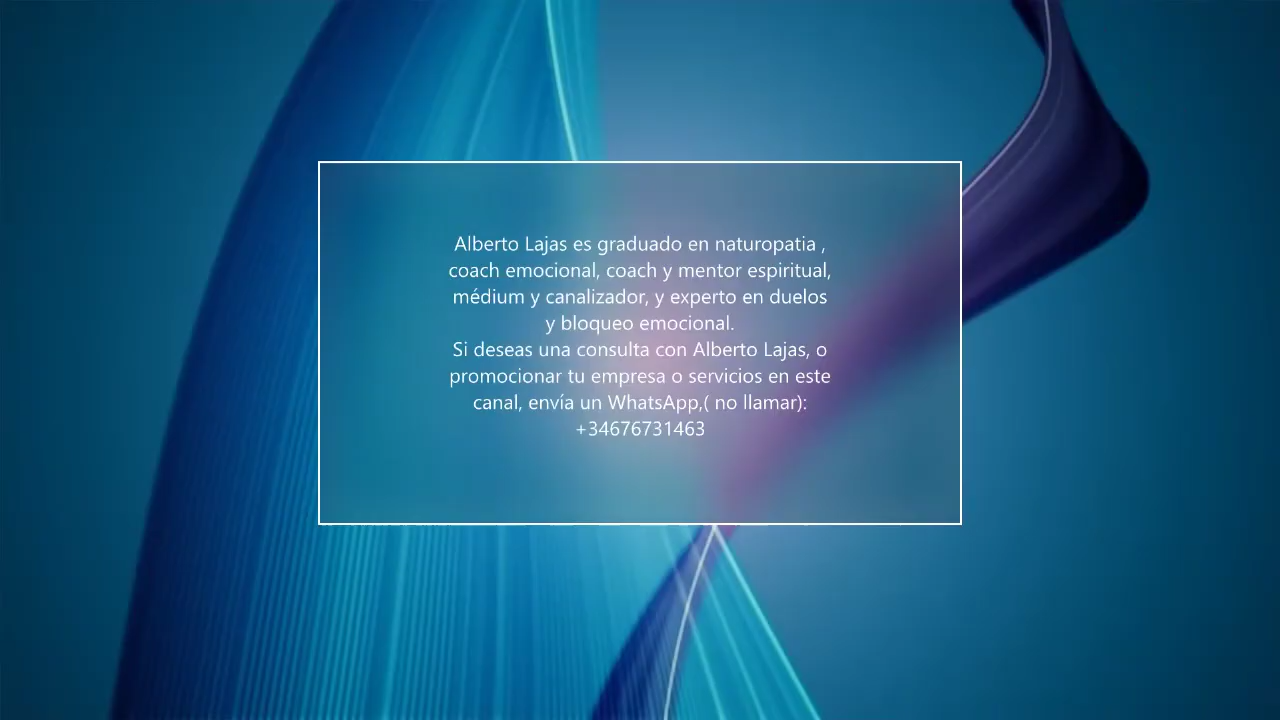 Alberto Lajas es graduado en naturopatia ,
coach emocional, coach y mentor espiritual,
médium y canalizador, y experto en duelos
y bloqueo emocional.
Si deseas una consulta con Alberto Lajas, o
promocionar tu empresa o servicios en este
canal, envía un WhatsApp,( no llamar):
+34676731463